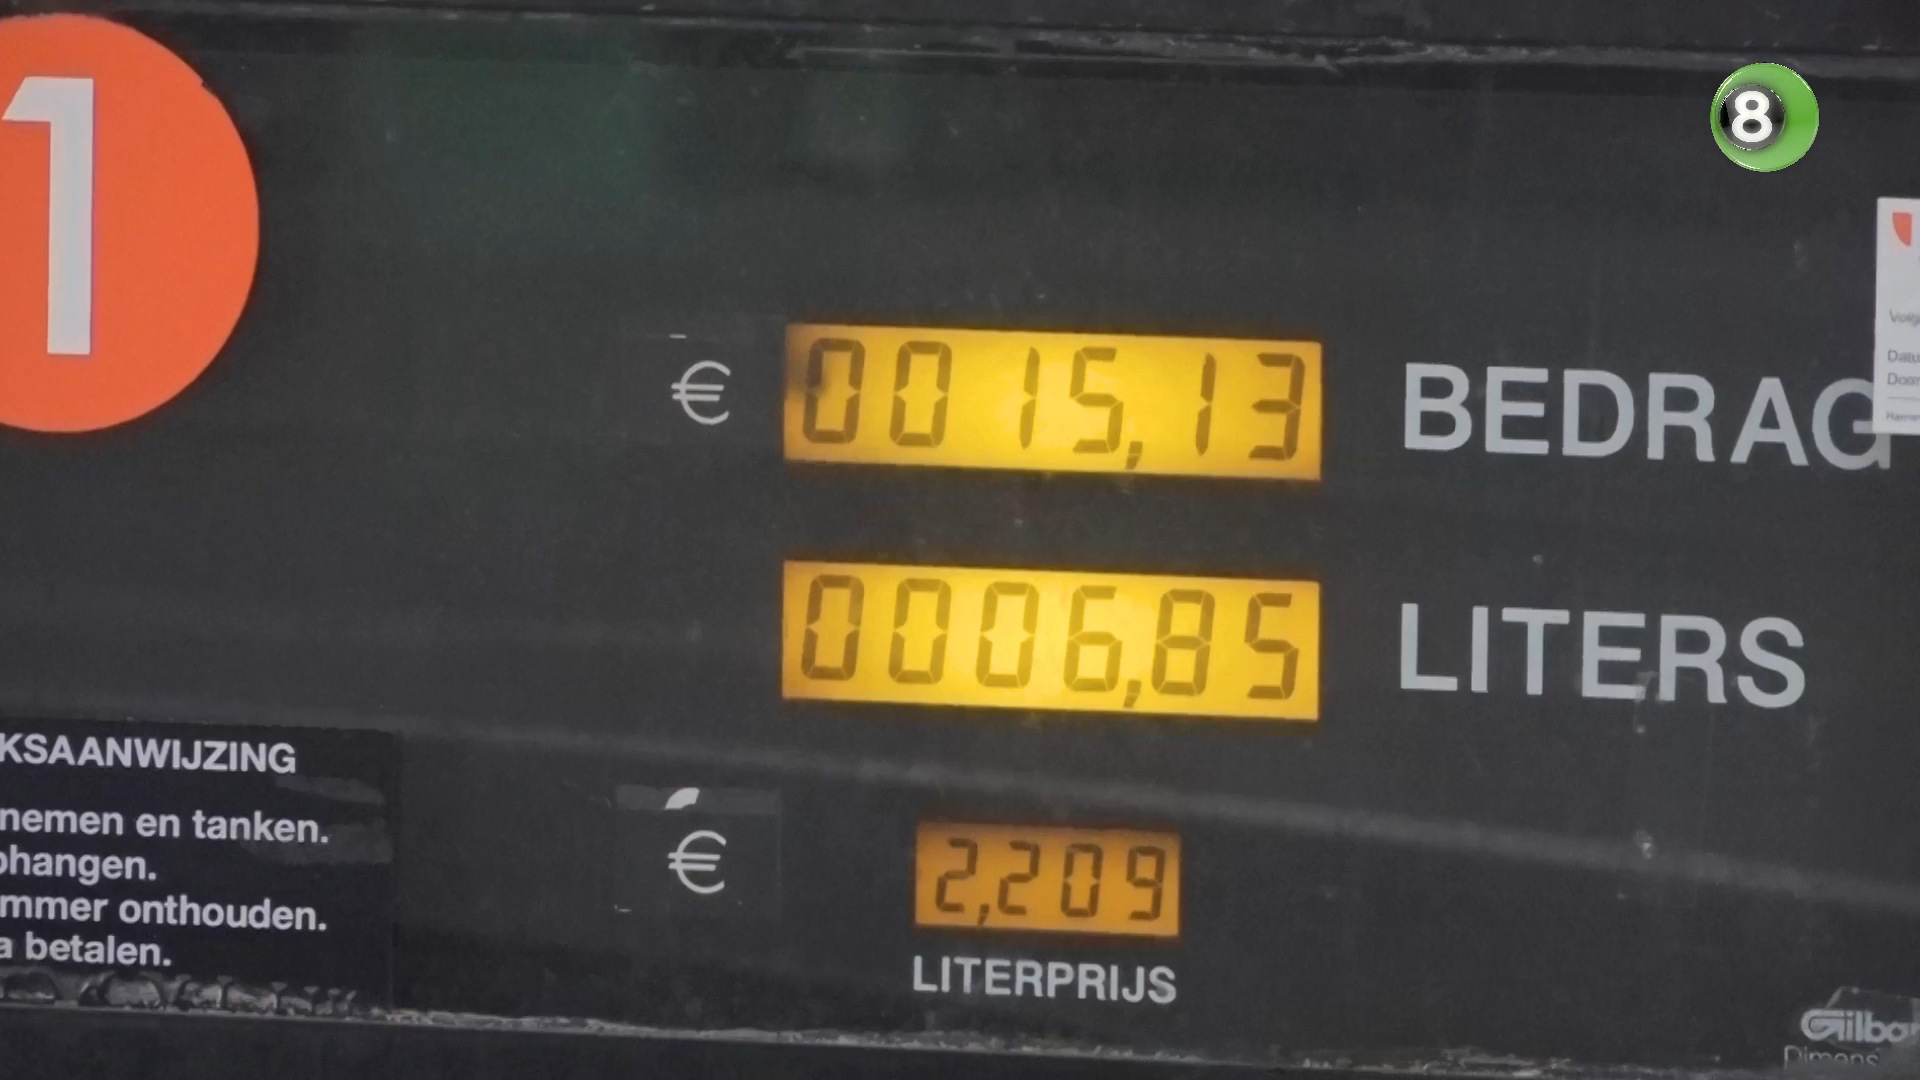 1
8
€ 0015,13 BEDRAG
0006,85 LITERS
KSAANWIJZING
nemen en tanken.
phangen.
mmer onthouden.
a betalen.
€ 2,209
LITERPRIJS
Gilba